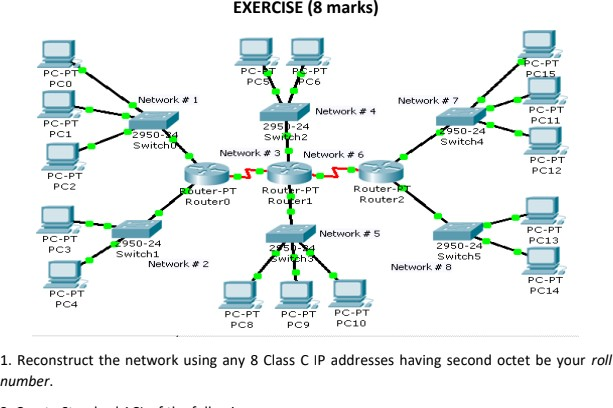 EXERCISE (8 marks)
PC-PT
PC0
PC-PT
PC1
PC-PT
PC2
Network # 1
2950-24
Switch0
PC-PT
PC3
PC-PT
PC4
2950-24
Switch1
Network # 2
Router-PT
Router0
Network # 3
PC-PT
PC5
PC-PT
PC6
2950-24
Switch2
Network # 4
Router-PT
Router1
Network # 6
2950-24
Switch3
Network # 5
PC-PT
PC8
PC-PT
PC9
PC-PT
PC10
Router-PT
Router2
Network # 7
2950-24
Switch4
PC-PT
PC15
PC-PT
PC11
PC-PT
PC12
2950-24
Switch5
Network # 8
PC-PT
PC13
PC-PT
PC14
1. Reconstruct the network using any 8 Class C IP addresses having second octet be your roll
number.